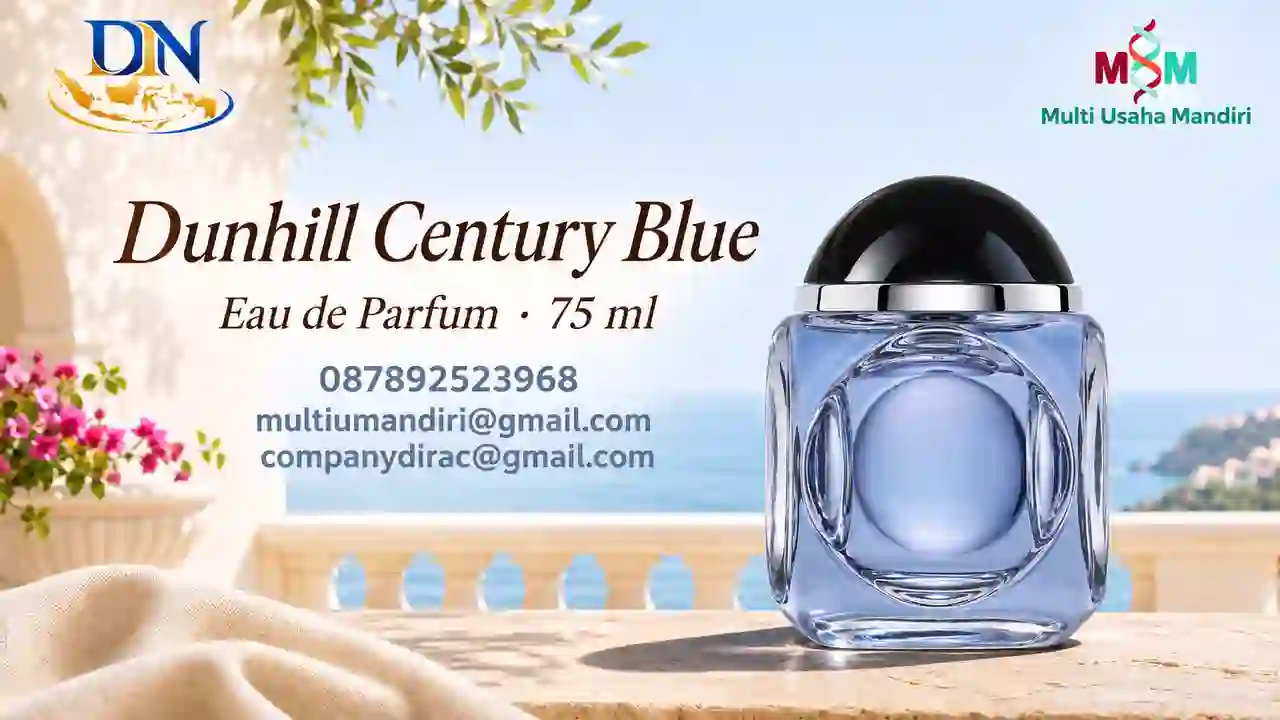 DN
MUM
Multi Usaha Mandiri
Dunhill Century Blue
Eau de Parfum · 75 ml
087892523968
multiumandiri@gmail.com
companydirac@gmail.com